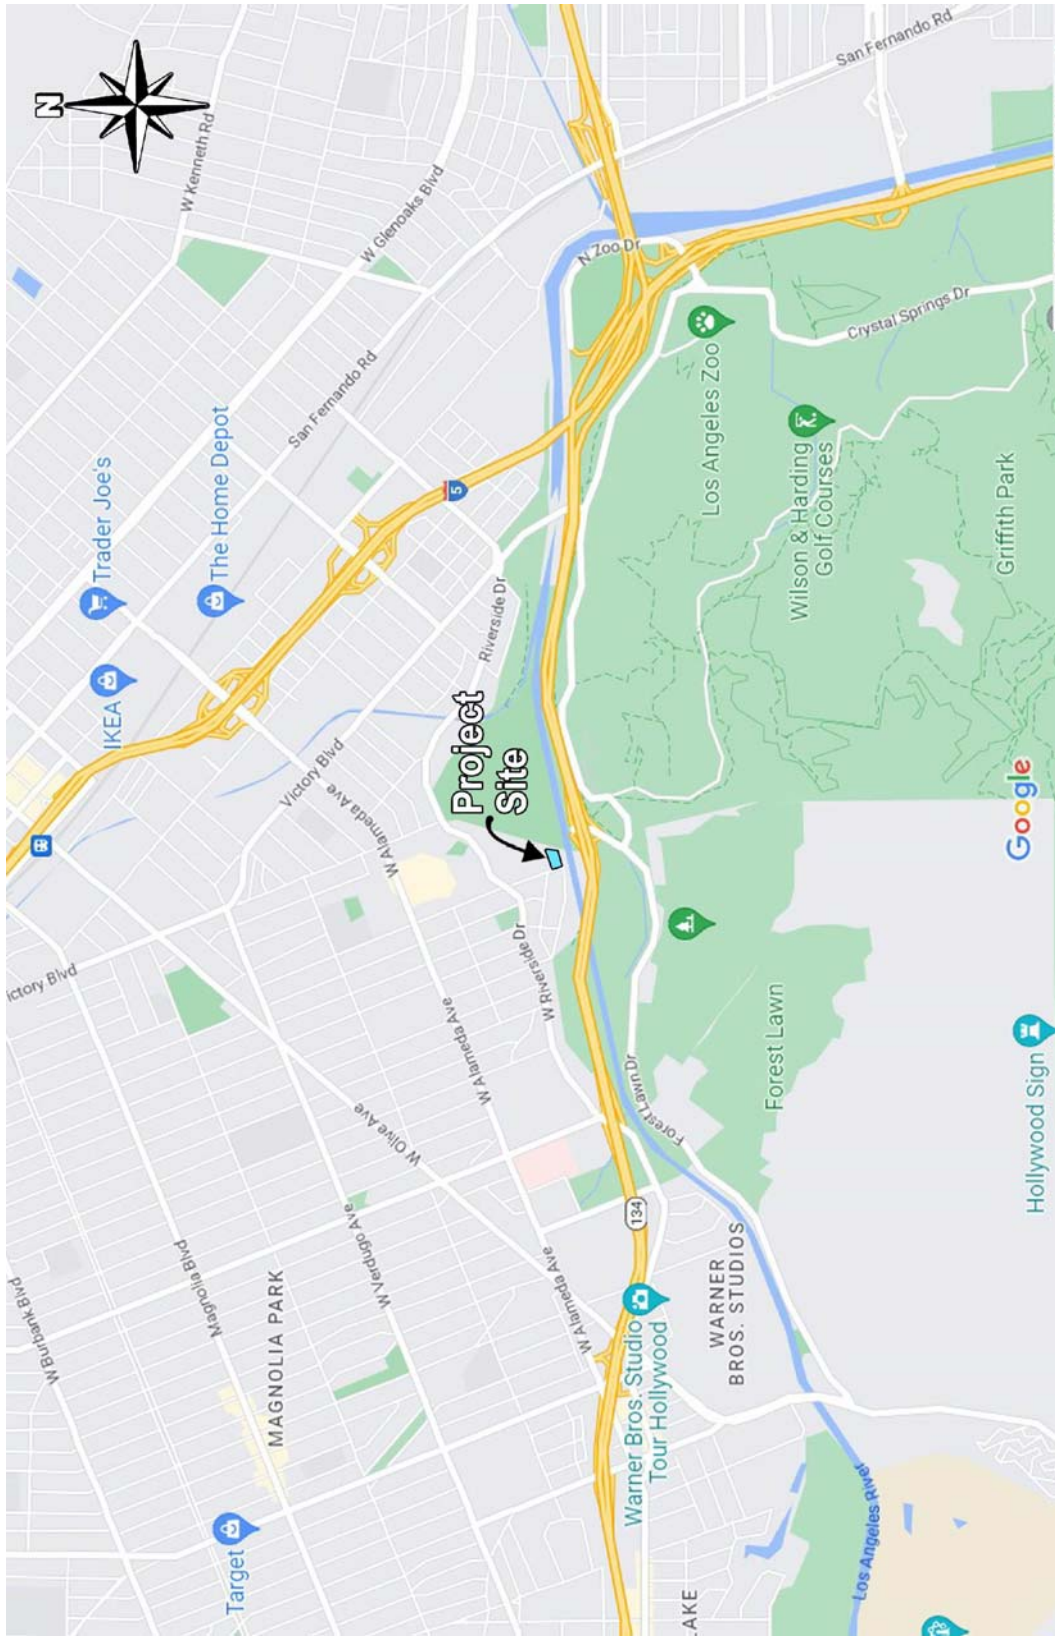 N
W Kenneth Rd
W Glenoaks Blvd
San Fernando Rd
San Fernando Rd
N Zoo Dr
Los Angeles Zoo
Crystal Springs Dr
Wilson & Harding
Golf Courses
Griffith Park
Trader Joe's
The Home Depot
IKEA
5
Riverside Dr
Victory Blvd
W Alameda Ave
Project
Site
Google
ictory Blvd
W Riverside Dr
W Alameda Ave
W Olive Ave
Forest Lawn Dr
Forest Lawn
Hollywood Sign
134
W Burbank Blvd
Magnolia Blvd
W Verdugo Ave
W Alameda Ave
MAGNOLIA PARK
WARNER
BROS. STUDIOS
Warner Bros. Studio
Tour Hollywood
Target
Los Angeles River
LAKE